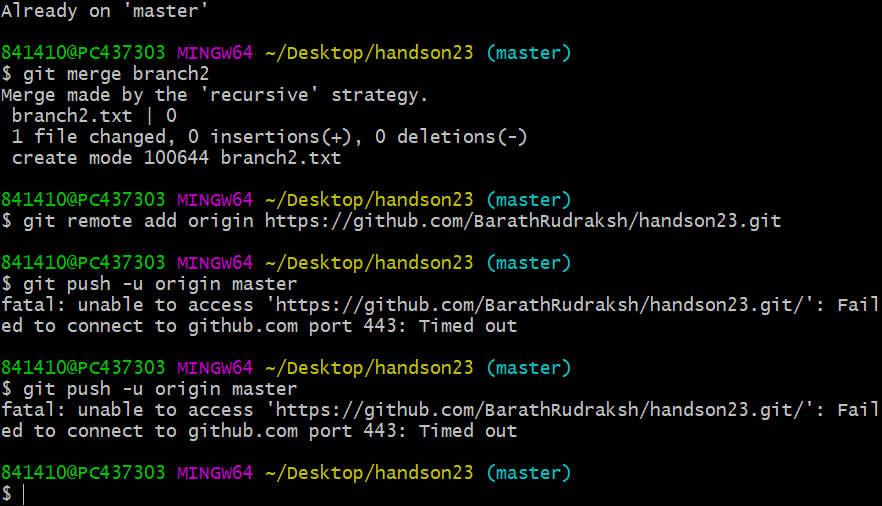 Already on 'master'
841410@PC437303 MINGW64 ~/Desktop/handson23 (master)
$ git merge branch2
Merge made by the 'recursive' strategy.
 branch2.txt | 0
 1 file changed, 0 insertions(+), 0 deletions(-)
 create mode 100644 branch2.txt
841410@PC437303 MINGW64 ~/Desktop/handson23 (master)
$ git remote add origin https://github.com/BarathRudraksh/handson23.git
841410@PC437303 MINGW64 ~/Desktop/handson23 (master)
$ git push -u origin master
fatal: unable to access 'https://github.com/BarathRudraksh/handson23.git/': Fail
ed to connect to github.com port 443: Timed out
841410@PC437303 MINGW64 ~/Desktop/handson23 (master)
$ git push -u origin master
fatal: unable to access 'https://github.com/BarathRudraksh/handson23.git/': Fail
ed to connect to github.com port 443: Timed out
841410@PC437303 MINGW64 ~/Desktop/handson23 (master)
$